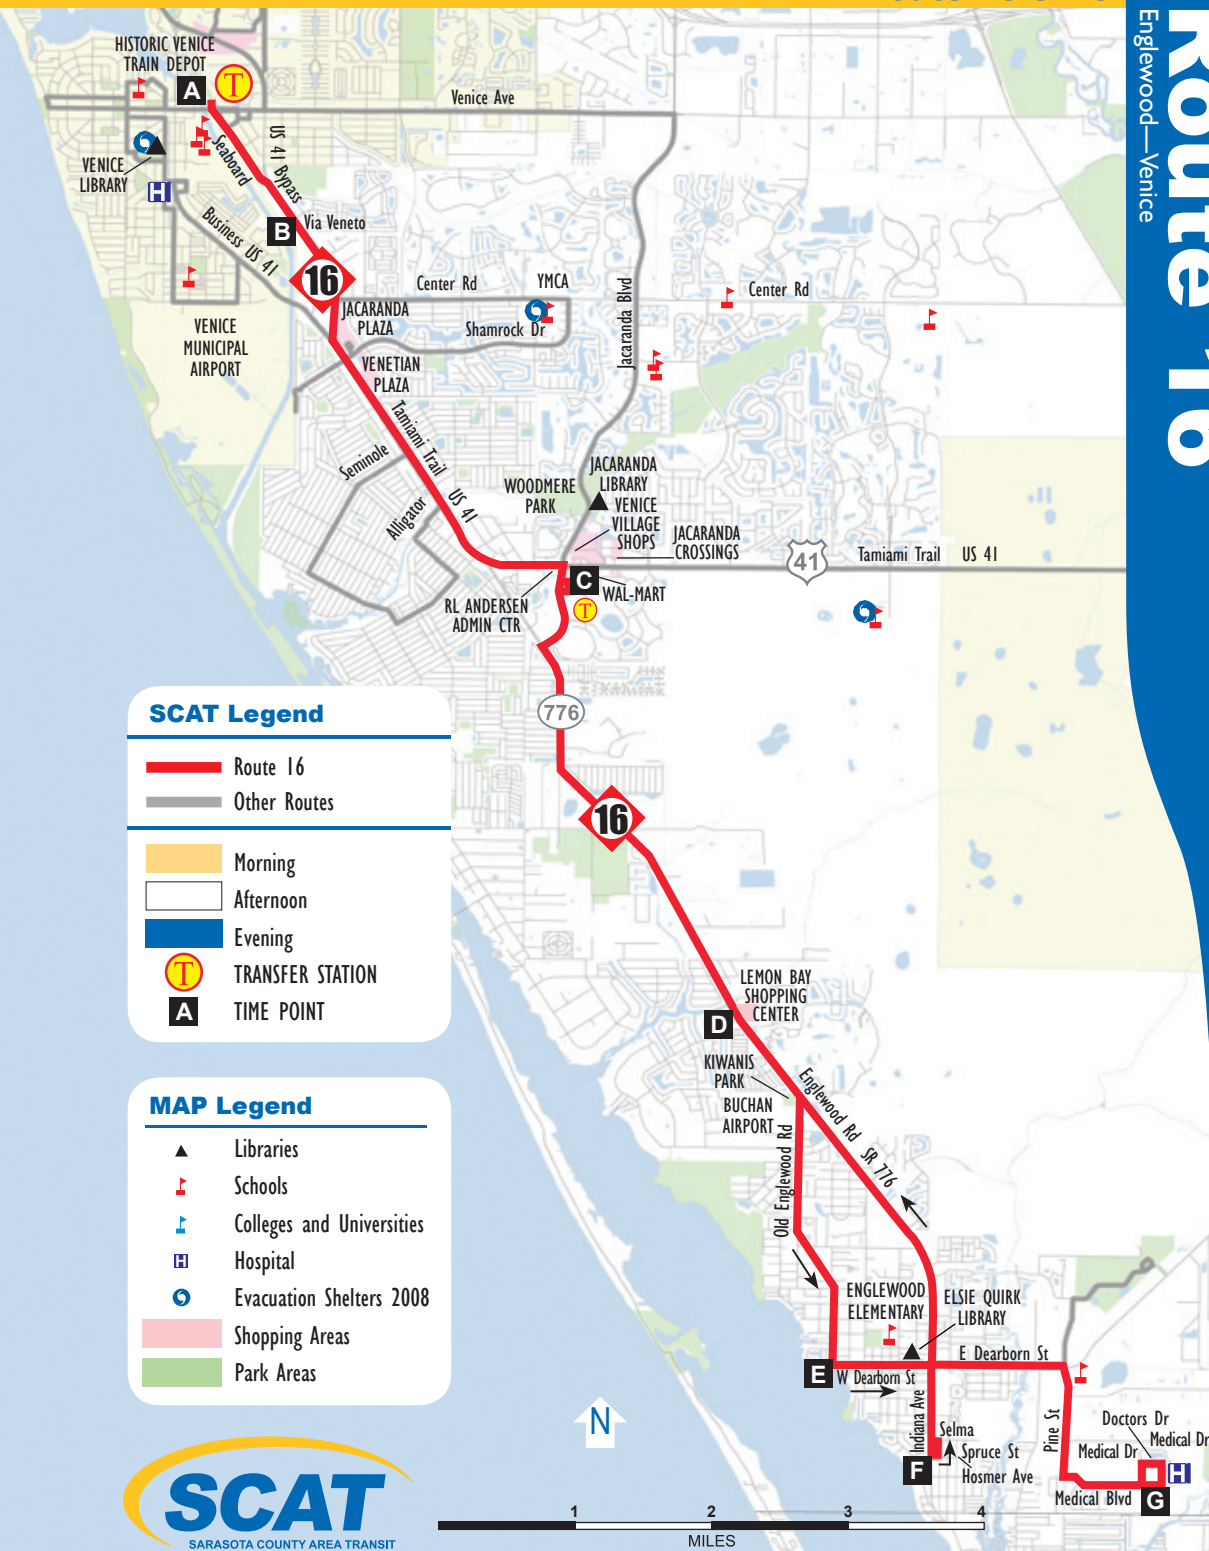 Route 16
Englewood—Venice
HISTORIC VENICE
TRAIN DEPOT
A
T
Venice Ave
US 41 Bypass
Seaboard
VENICE
LIBRARY
H
Business US 41
B
Via Veneto
16
Center Rd
YMCA
Jacaranda Blvd
Center Rd
JACARANDA
PLAZA
Shamrock Dr
VENICE
MUNICIPAL
AIRPORT
VENETIAN
PLAZA
Tamiami Trail US 41
Seminole
Alligator
JACARANDA
LIBRARY
WOODMERE
PARK
VENICE
VILLAGE
SHOPS
JACARANDA
CROSSINGS
41
Tamiami Trail US 41
C
WAL-MART
T
RL ANDERSEN
ADMIN CTR
776
16
SCAT Legend
Route 16
Other Routes
Morning
Afternoon
Evening
T
TRANSFER STATION
A
TIME POINT
LEMON BAY
SHOPPING
CENTER
D
KIWANIS
PARK
BUCHAN
AIRPORT
Englewood Rd SR 776
Old Englewood Rd
MAP Legend
Libraries
Schools
Colleges and Universities
H
Hospital
Evacuation Shelters 2008
Shopping Areas
Park Areas
ENGLEWOOD
ELEMENTARY
ELSIE QUIRK
LIBRARY
E Dearborn St
E
W Dearborn St
Indiana Ave
Selma
Spruce St
Hosmer Ave
F
Pine St
Doctors Dr
Medical Dr
Medical Dr
H
Medical Blvd
G
N
1
2
3
4
MILES
SCAT
SARASOTA COUNTY AREA TRANSIT